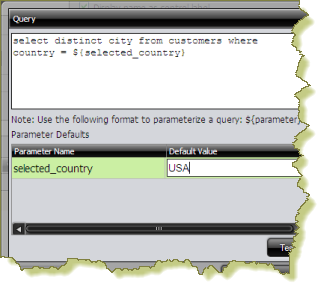 Query
select distinct city from customers where
country = ${selected_country}
Note: Use the following format to parameterize a query: ${parameter
Parameter Defaults
Parameter Name Default Value
selected_country USA